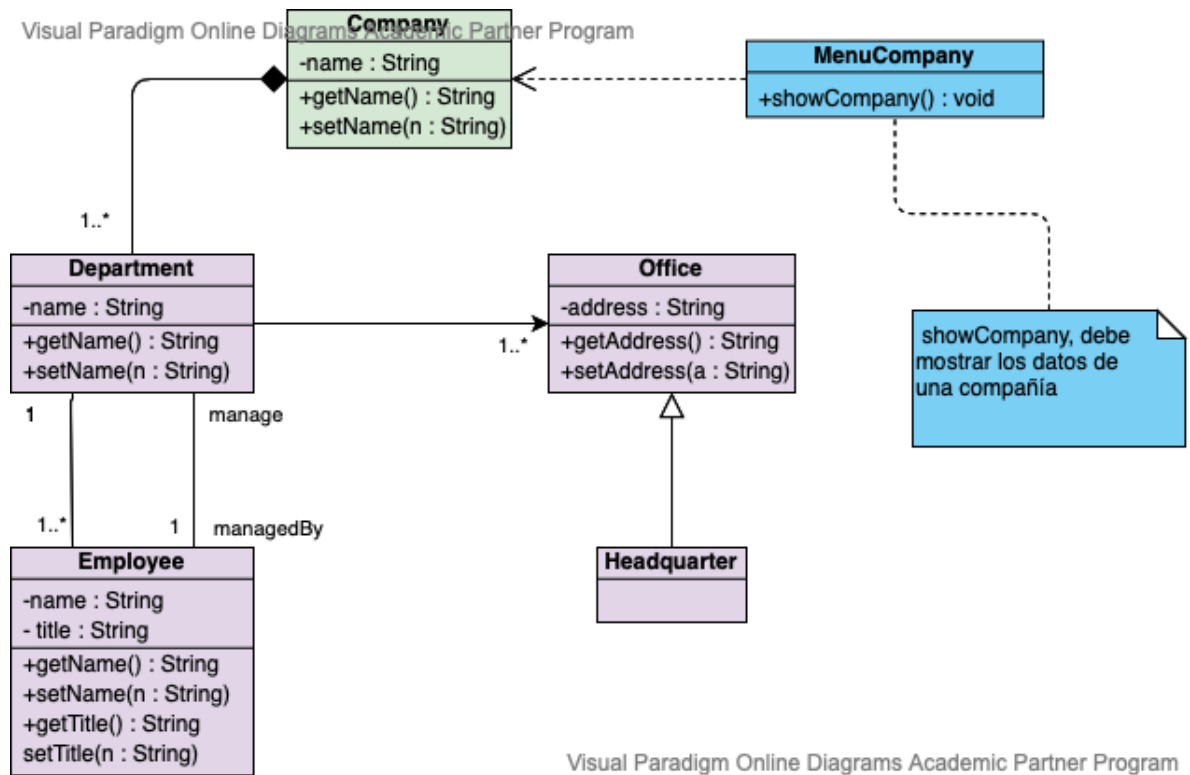 Visual Paradigm Online Diagrams Academic Partner Program
Company
-name : String
+getName() : String
+setName(n : String)
MenuCompany
+showCompany() : void
1..*
Department
-name : String
+getName() : String
+setName(n : String)
Office
-address : String
+getAddress() : String
+setAddress(a : String)
1..*
showCompany, debe
mostrar los datos de
una compañía
1
manage
1..*
1
managedBy
Employee
-name : String
- title : String
+getName() : String
+setName(n : String)
+getTitle() : String
setTitle(n : String)
Headquarter
Visual Paradigm Online Diagrams Academic Partner Program